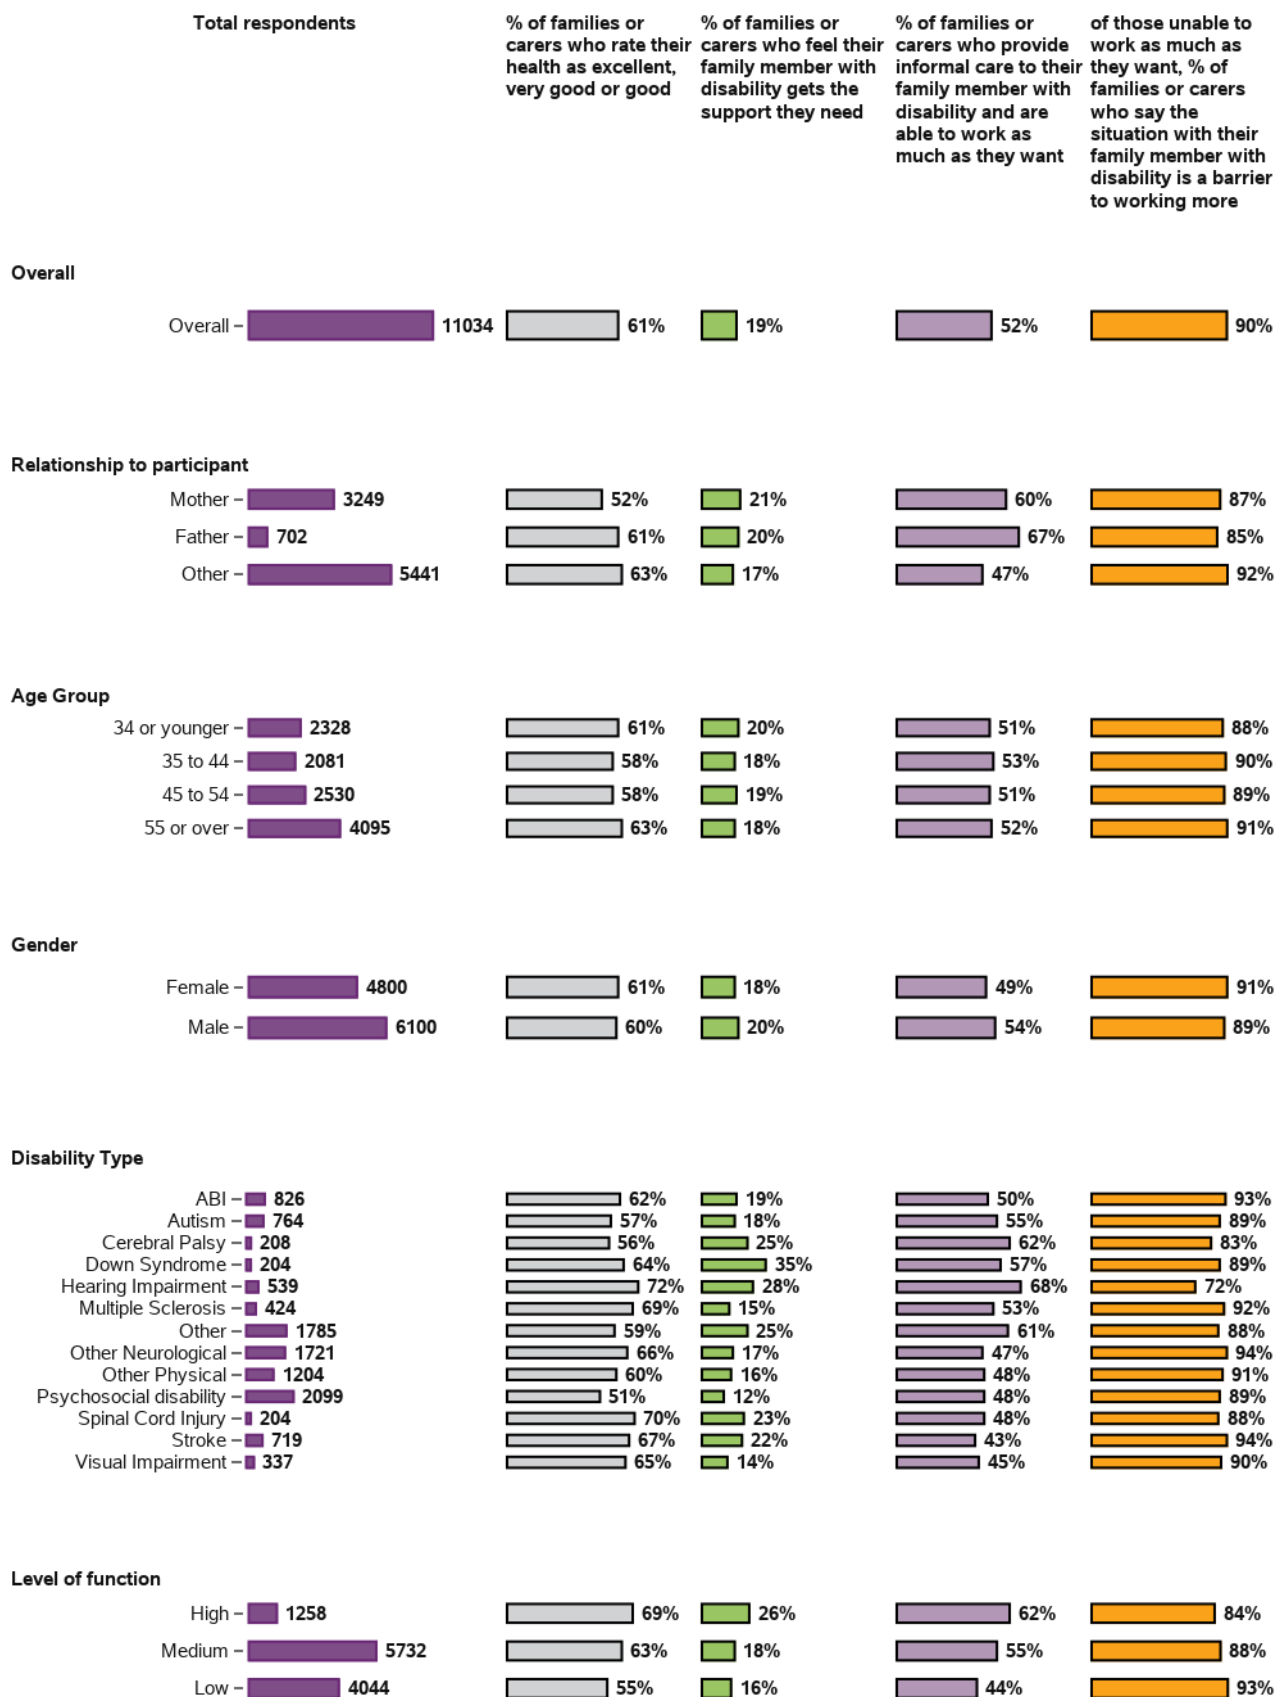 Total respondents
% of families or
carers who rate their
health as excellent,
very good or good
% of families or
carers who feel their
family member with
disability gets the
support they need
% of families or
carers who provide
informal care to their
family member with
disability and are
able to work as
much as they want
of those unable to
work as much as
they want, % of
families or carers
who say the
situation with their
family member with
disability is a barrier
to working more
Overall
Overall 11034 61% 19% 52% 90%
Relationship to participant
Mother 3249 52% 21% 60% 87%
Father 702 61% 20% 67% 85%
Other 5441 63% 17% 47% 92%
Age Group
34 or younger 2328 61% 20% 51% 88%
35 to 44 2081 58% 18% 53% 90%
45 to 54 2530 58% 19% 51% 89%
55 or over 4095 63% 18% 52% 91%
Gender
Female 4800 61% 18% 49% 91%
Male 6100 60% 20% 54% 89%
Disability Type
ABI 826 62% 19% 50% 93%
Autism 764 57% 18% 55% 89%
Cerebral Palsy 208 56% 25% 62% 83%
Down Syndrome 204 64% 35% 57% 89%
Hearing Impairment 539 72% 28% 68% 72%
Multiple Sclerosis 424 69% 15% 53% 92%
Other 1785 59% 25% 61% 88%
Other Neurological 1721 66% 17% 47% 94%
Other Physical 1204 60% 16% 48% 91%
Psychosocial disability 2099 51% 12% 48% 89%
Spinal Cord Injury 204 70% 23% 48% 88%
Stroke 719 67% 22% 43% 94%
Visual Impairment 337 65% 14% 45% 90%
Level of function
High 1258 69% 26% 62% 84%
Medium 5732 63% 18% 55% 88%
Low 4044 55% 16% 44% 93%